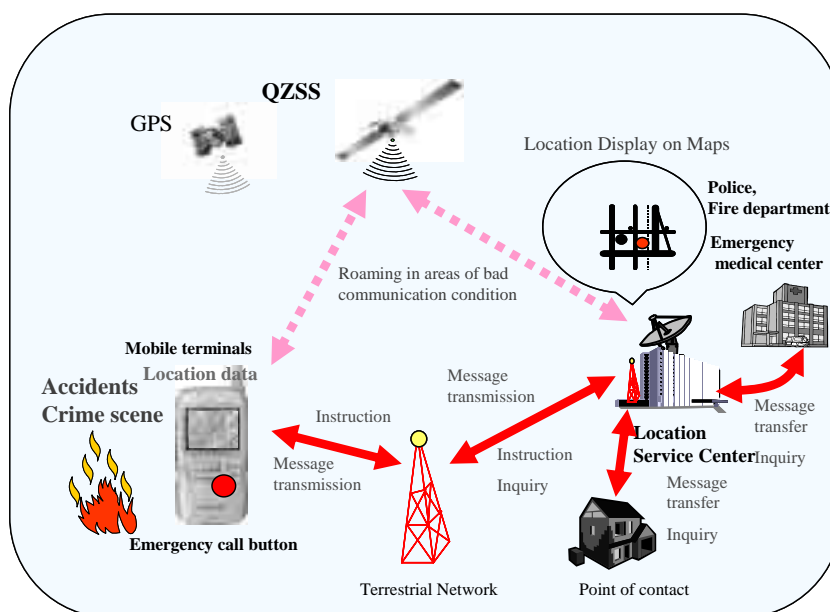 QZSS
GPS
Location Display on Maps
Police,
Fire department
Emergency
medical center
Roaming in areas of bad
communication condition
Mobile terminals
Location data
Accidents
Crime scene
Instruction
Message
transmission
Message
transmission
Instruction
Inquiry
Location
Service Center
Message
transfer
Inquiry
Message
transfer
Inquiry
Emergency call button
Terrestrial Network
Point of contact